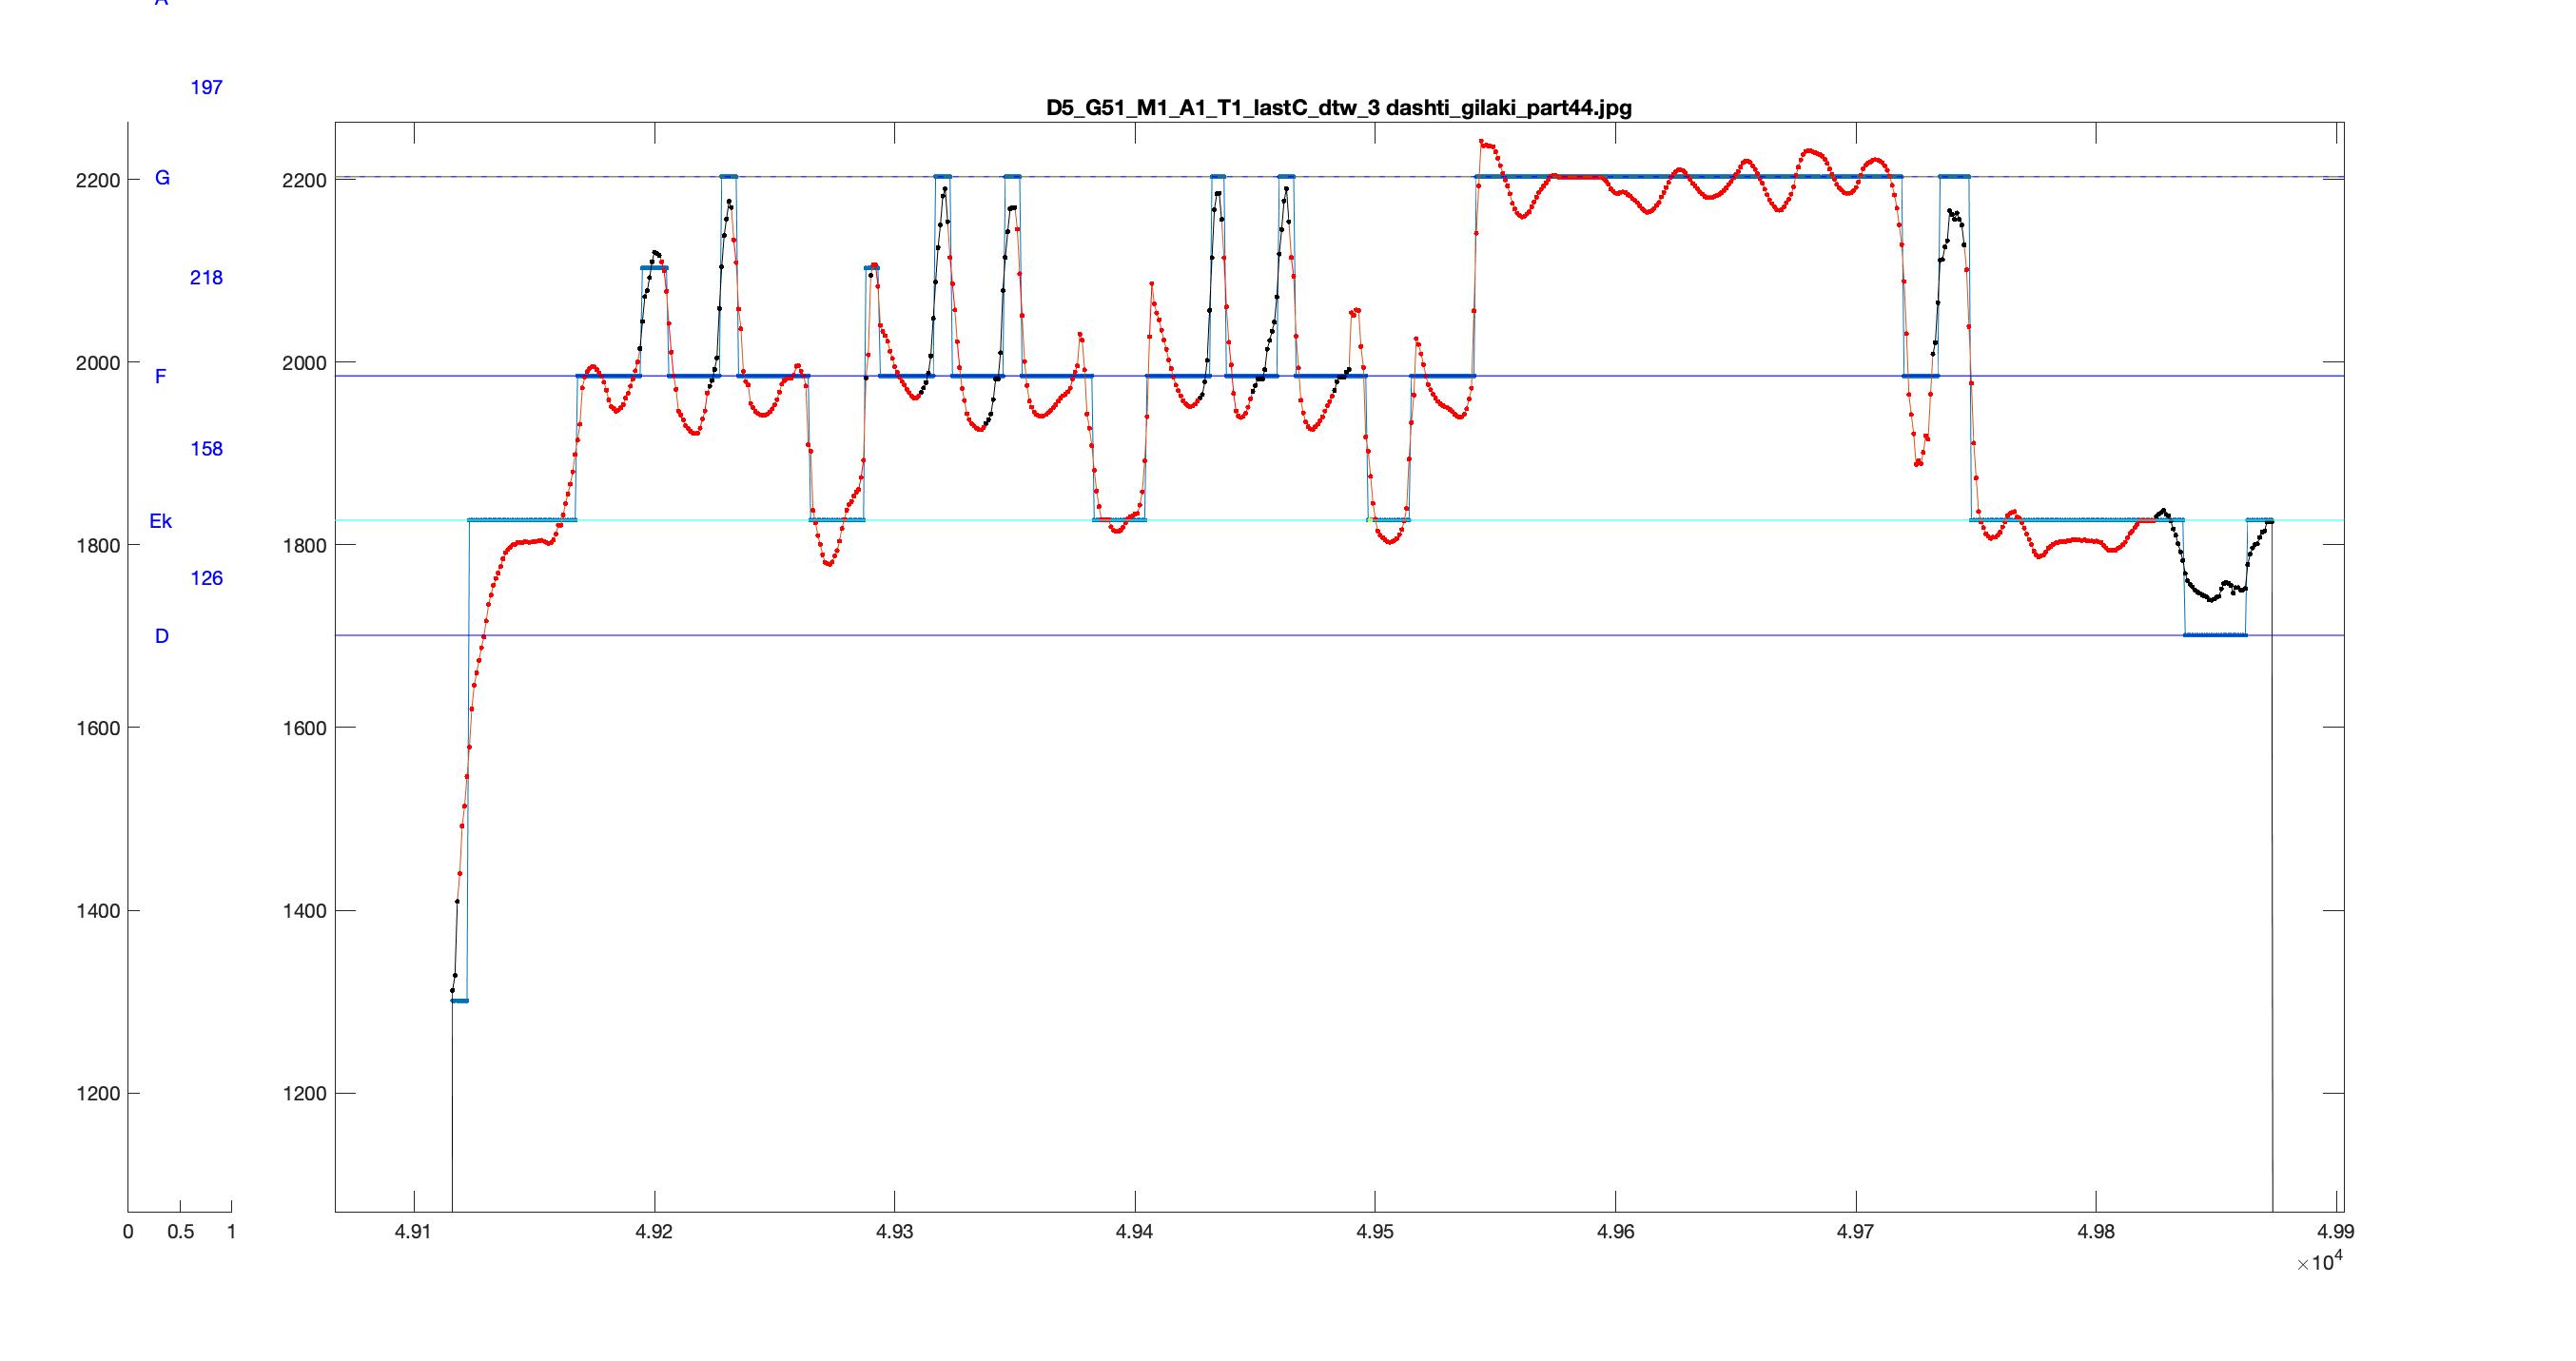 A
197
D5_G51_M1_A1_T1_lastC_dtw_3 dashti_gilaki_part44.jpg
2200 G 2200
218
2000 2000
F
158
Ek
1800 1800
126
D
1600 1600
1400 1400
1200 1200
0 0.5 1 4.91 4.92 4.93 4.94 4.95 4.96 4.97 4.98 4.99
×10⁴